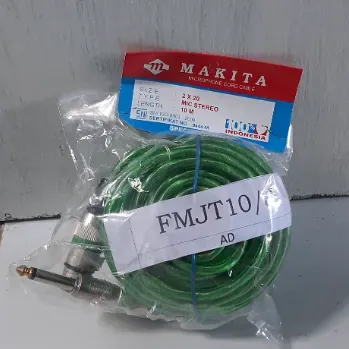 MAKITA
MICROPHONE CORD CABLE
SIZE : 2 X 20
TYPE : MIC STEREO
LENGTH : 10 M
SNI
100%
INDONESIA
FMJT10/
AD